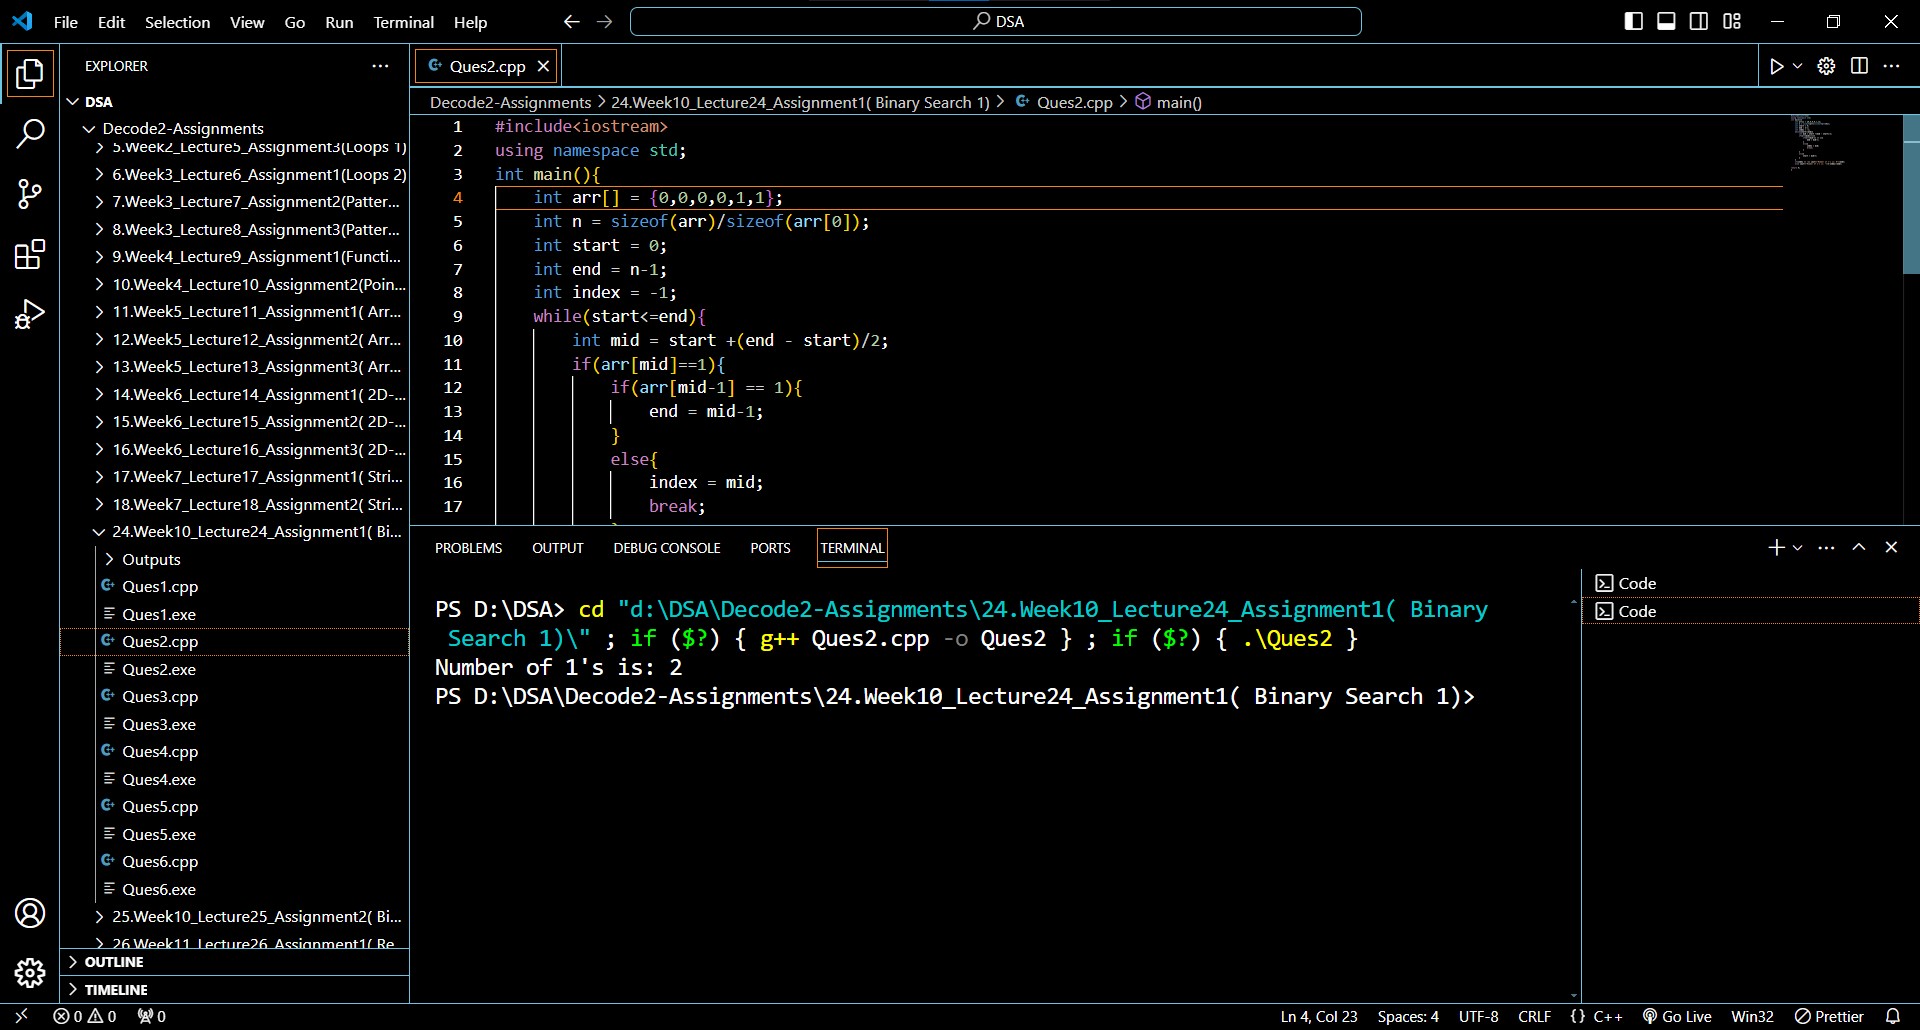 File Edit Selection View Go Run Terminal Help
DSA
EXPLORER
DSA
Decode2-Assignments
5.Week2_Lecture5_Assignment3(Loops 1)
6.Week3_Lecture6_Assignment1(Loops 2)
7.Week3_Lecture7_Assignment2(Patter...
8.Week3_Lecture8_Assignment3(Patter...
9.Week4_Lecture9_Assignment1(Functi...
10.Week4_Lecture10_Assignment2(Poin...
11.Week5_Lecture11_Assignment1( Arr...
12.Week5_Lecture12_Assignment2( Arr...
13.Week5_Lecture13_Assignment3( Arr...
14.Week6_Lecture14_Assignment1( 2D-...
15.Week6_Lecture15_Assignment2( 2D-...
16.Week6_Lecture16_Assignment3( 2D-...
17.Week7_Lecture17_Assignment1( Stri...
18.Week7_Lecture18_Assignment2( Stri...
24.Week10_Lecture24_Assignment1( Bi...
Outputs
Ques1.cpp
Ques1.exe
Ques2.cpp
Ques2.exe
Ques3.cpp
Ques3.exe
Ques4.cpp
Ques4.exe
Ques5.cpp
Ques5.exe
Ques6.cpp
Ques6.exe
25.Week10_Lecture25_Assignment2( Bi...
26.Week11_Lecture26_Assignment1( Re
OUTLINE
TIMELINE
Ques2.cpp
Decode2-Assignments > 24.Week10_Lecture24_Assignment1( Binary Search 1) > Ques2.cpp > main()
1 #include<iostream>
2 using namespace std;
3 int main(){
4 int arr[] = {0,0,0,0,1,1};
5 int n = sizeof(arr)/sizeof(arr[0]);
6 int start = 0;
7 int end = n-1;
8 int index = -1;
9 while(start<=end){
10 int mid = start +(end - start)/2;
11 if(arr[mid]==1){
12 if(arr[mid-1] == 1){
13 end = mid-1;
14 }
15 else{
16 index = mid;
17 break;
PROBLEMS OUTPUT DEBUG CONSOLE PORTS TERMINAL
PS D:\DSA> cd "d:\DSA\Decode2-Assignments\24.Week10_Lecture24_Assignment1( Binary
Search 1)\" ; if ($?) { g++ Ques2.cpp -o Ques2 } ; if ($?) { .\Ques2 }
Number of 1's is: 2
PS D:\DSA\Decode2-Assignments\24.Week10_Lecture24_Assignment1( Binary Search 1)>
Code
Code
0 0 0 Ln 4, Col 23 Spaces: 4 UTF-8 CRLF {} C++ Go Live Win32 Prettier